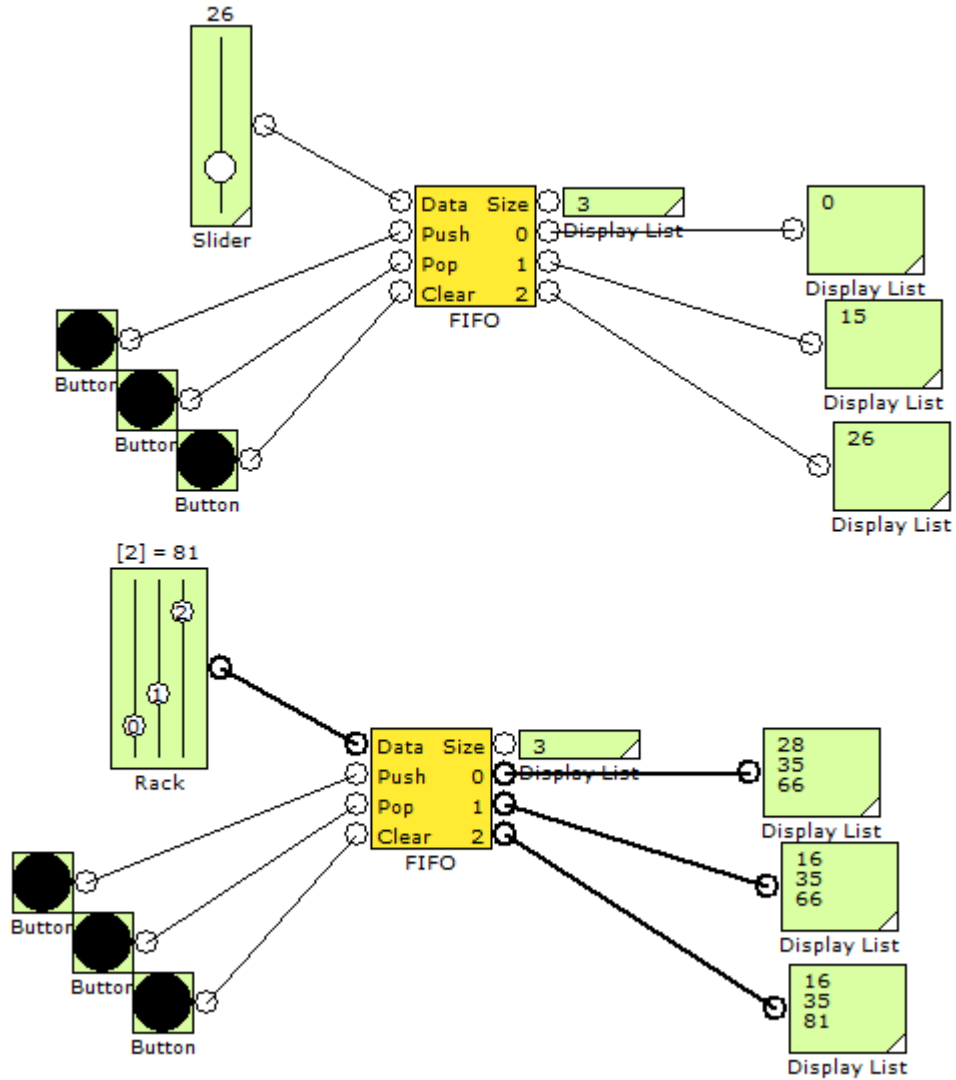 26
Slider
Data Size
Push 0
Pop 1
Clear 2
FIFO
3
Display List
0
Display List
15
Display List
26
Display List
Button
Button
Button
[2] = 81
0
1
2
Rack
Data Size
Push 0
Pop 1
Clear 2
FIFO
3
Display List
28
35
66
Display List
16
35
66
Display List
16
35
81
Display List
Button
Button
Button